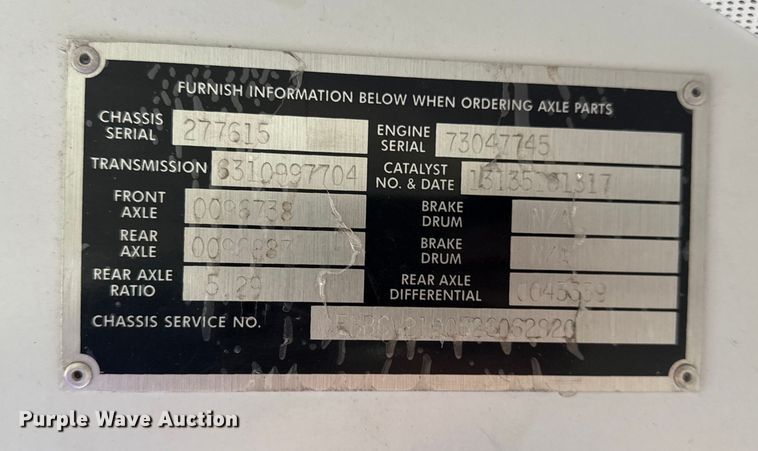 FURNISH INFORMATION BELOW WHEN ORDERING AXLE PARTS
CHASSIS SERIAL 277615 ENGINE SERIAL 73047745
TRANSMISSION 6310997704 CATALYST NO. & DATE
FRONT AXLE 0096738 BRAKE DRUM N/A
REAR AXLE BRAKE DRUM N/A
REAR AXLE RATIO 5.29 REAR AXLE DIFFERENTIAL
CHASSIS SERVICE NO.
Purple Wave Auction